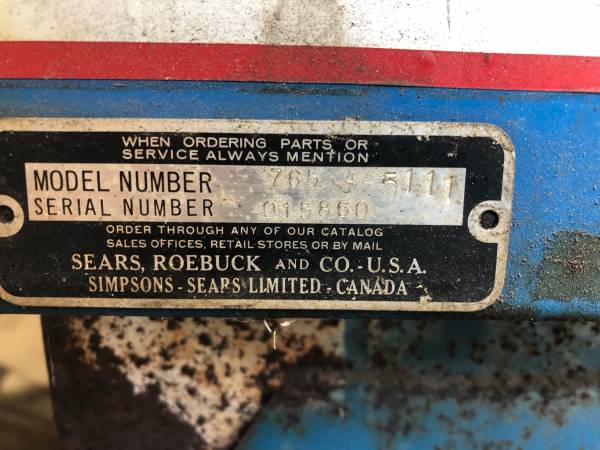 WHEN ORDERING PARTS OR
SERVICE ALWAYS MENTION
MODEL NUMBER
SERIAL NUMBER 015860
ORDER THROUGH ANY OF OUR CATALOG
SALES OFFICES, RETAIL STORES OR BY MAIL
SEARS, ROEBUCK AND CO.-U.S.A.
SIMPSONS-SEARS LIMITED-CANADA